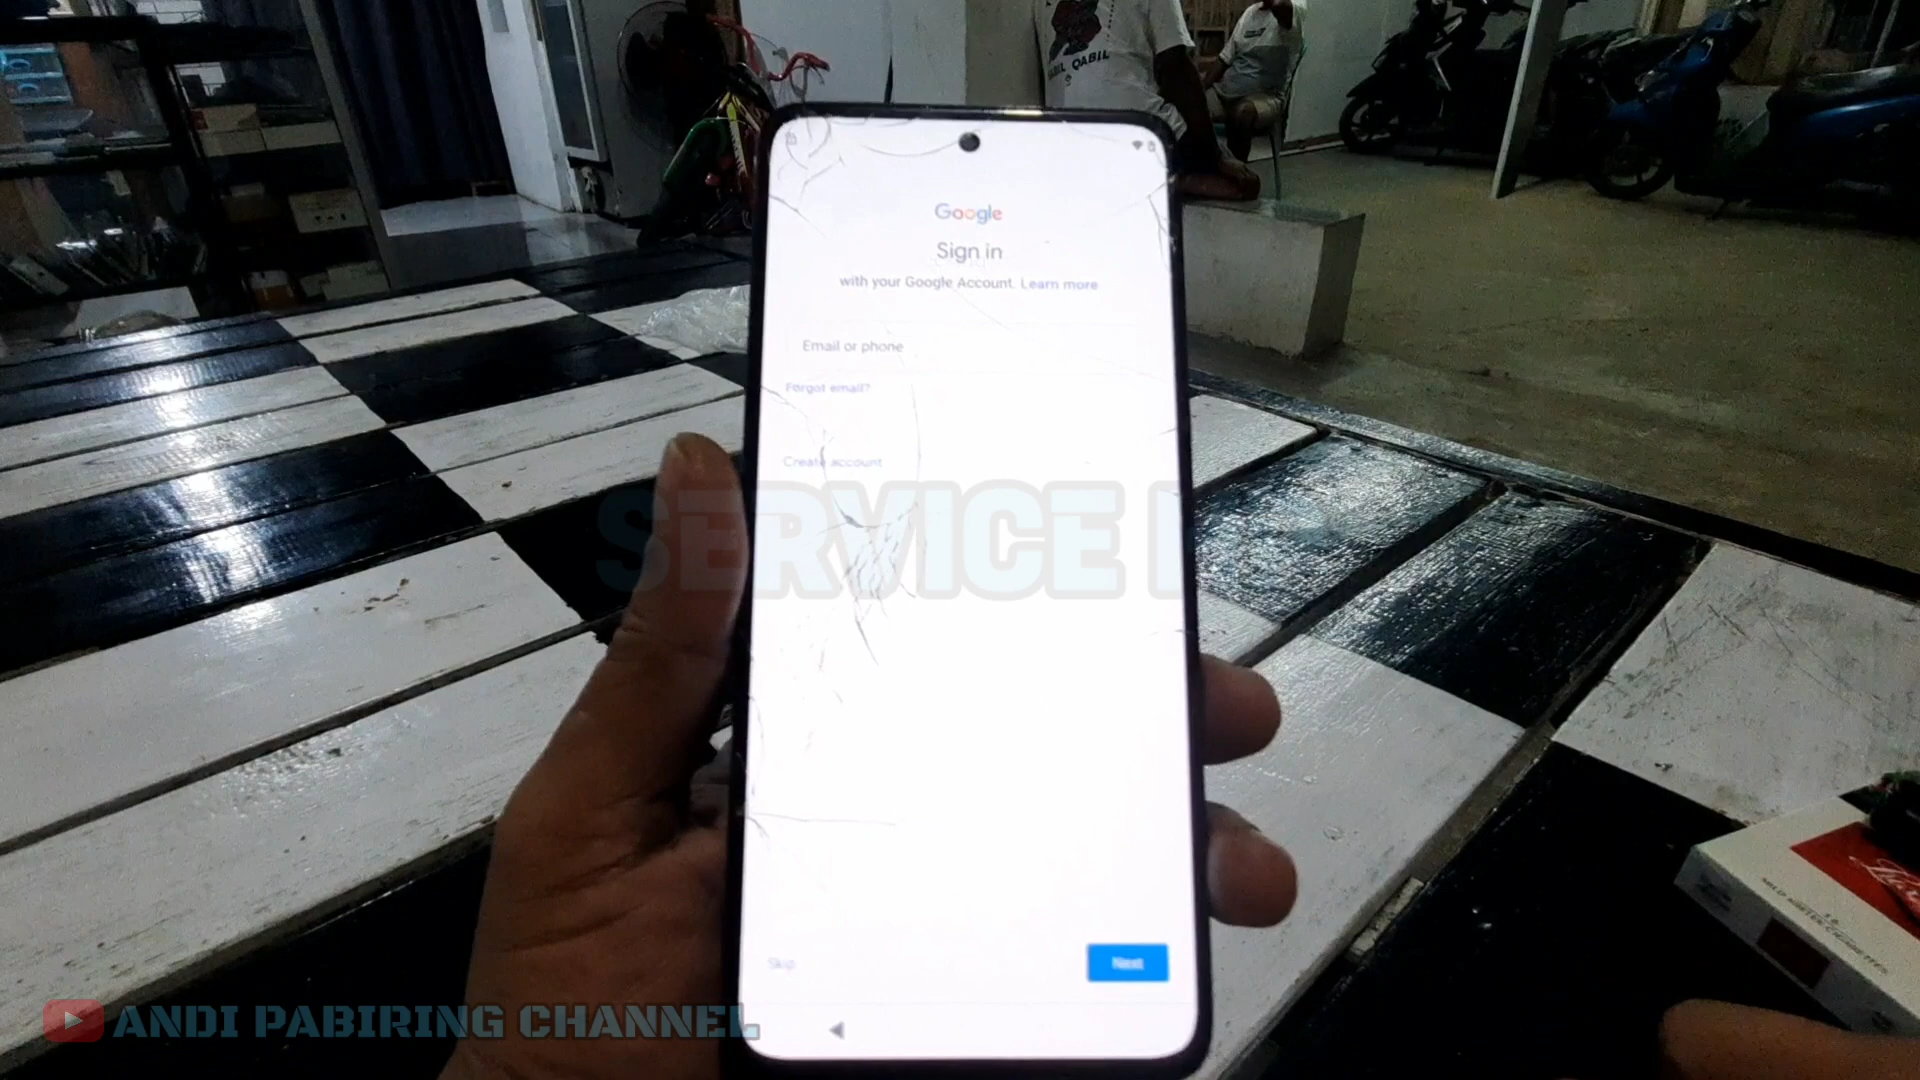 QABIL
Google
Sign in
with your Google Account. Learn more
Email or phone
Forgot email?
Create account
SERVICE
Skip
Next
ANDI PABIRING CHANNEL